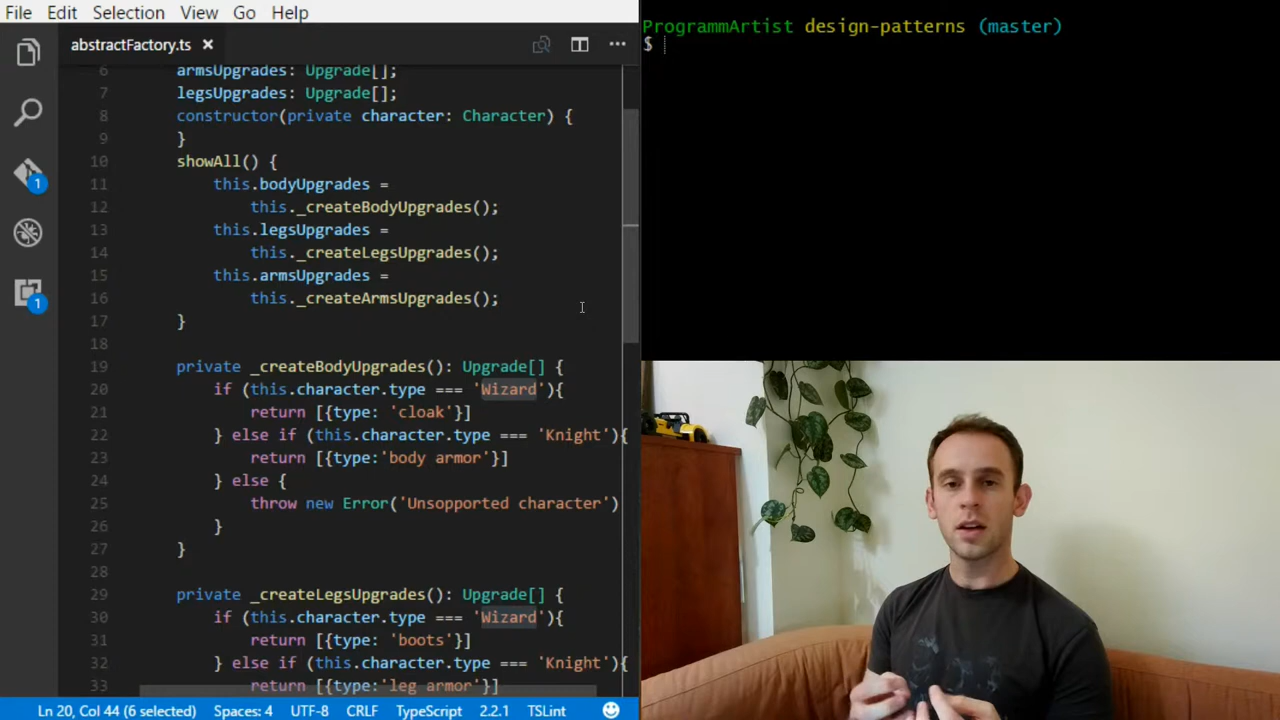 File Edit Selection View Go Help
abstractFactory.ts
6 armsUpgrades: Upgrade[];
7 legsUpgrades: Upgrade[];
8 constructor(private character: Character) {
9 }
10 showAll() {
11 this.bodyUpgrades =
12 this._createBodyUpgrades();
13 this.legsUpgrades =
14 this._createLegsUpgrades();
15 this.armsUpgrades =
16 this._createArmsUpgrades();
17 }
18
19 private _createBodyUpgrades(): Upgrade[] {
20 if (this.character.type === 'Wizard'){
21 return [{type: 'cloak'}]
22 } else if (this.character.type === 'Knight'){
23 return [{type:'body armor'}]
24 } else {
25 throw new Error('Unsopported character')
26 }
27 }
28
29 private _createLegsUpgrades(): Upgrade[] {
30 if (this.character.type === 'Wizard'){
31 return [{type: 'boots'}]
32 } else if (this.character.type === 'Knight'){
33 return [{type:'leg armor'}]
1
1
Ln 20, Col 44 (6 selected) Spaces: 4 UTF-8 CRLF TypeScript 2.2.1 TSLint
ProgrammArtist design-patterns (master)
$